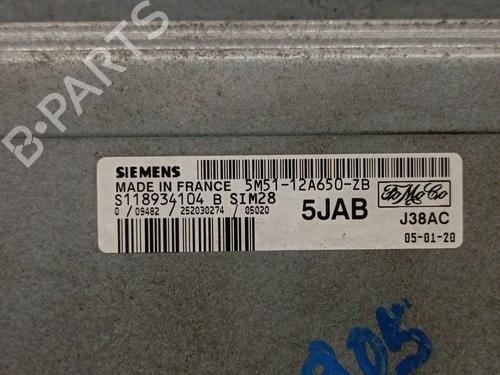 B-PARTS
SIEMENS
MADE IN FRANCE 5M51-12A650-ZB
S118934104 B SIM28
0 / 09482 / 252030274 / 05020
5JAB
FoMoCo
J38AC
05-01-20
905